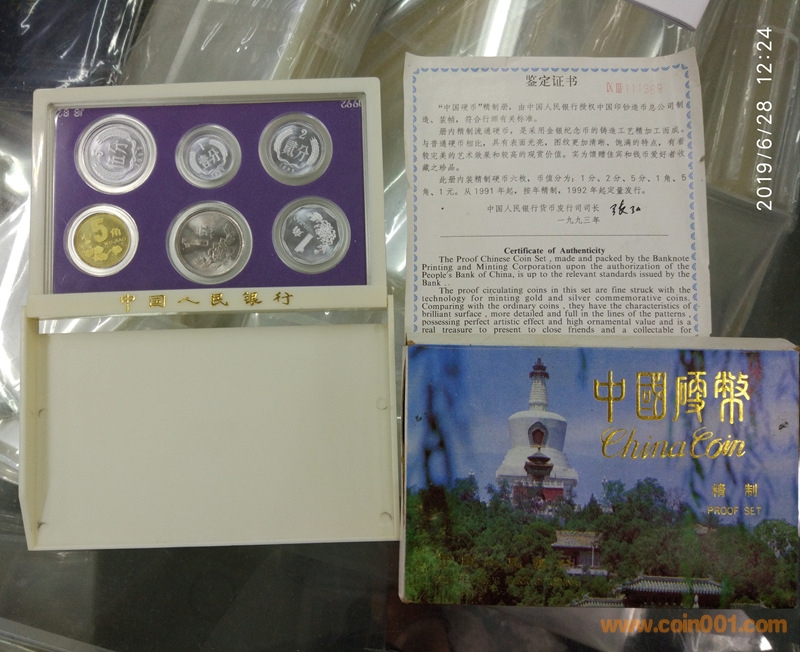 2019/6/28 12:24
1992
伍分
壹分
贰分
5角
中國人民銀行
鉴定证书
“中国硬币”精制册，由中国人民银行授权中国印钞造币总公司制
造、装帧，符合行颁有关标准。
册内精制流通硬币，是采用金银纪念币的铸造工艺精加工而成。
与普通硬币相比，具有表面光亮，图纹更加清晰、饱满的特点，有着
较完美的艺术效果和较高的观赏价值。实为馈赠佳宾和钱币爱好者收
藏之珍品。
此册内装精制硬币六枚，币值分为：1分、2分、5分、1角、5
角、1元。从1991年起，按年精制，1992年起定量发行。
中国人民银行货币发行司司长
一九九三年
Certificate of Authenticity
The Proof Chinese Coin Set, made and packed by the Banknote
Printing and Minting Corporation upon the authorization of the
People's Bank of China, is up to the relevant standards issued by the
Bank..
The proof circulating coins in this set are fine struck with the
technology for minting gold and silver commemorative coins.
Comparing with the ordinary coins, they have the characteristics of
brilliant surface, more detailed and full in the lines of the patterns,
possessing perfect artistic effect and high ornamental value and is a
real treasure to present to close friends and a collectable for
中國硬幣
China Coin
精制
PROOF SET
www.coin001.com